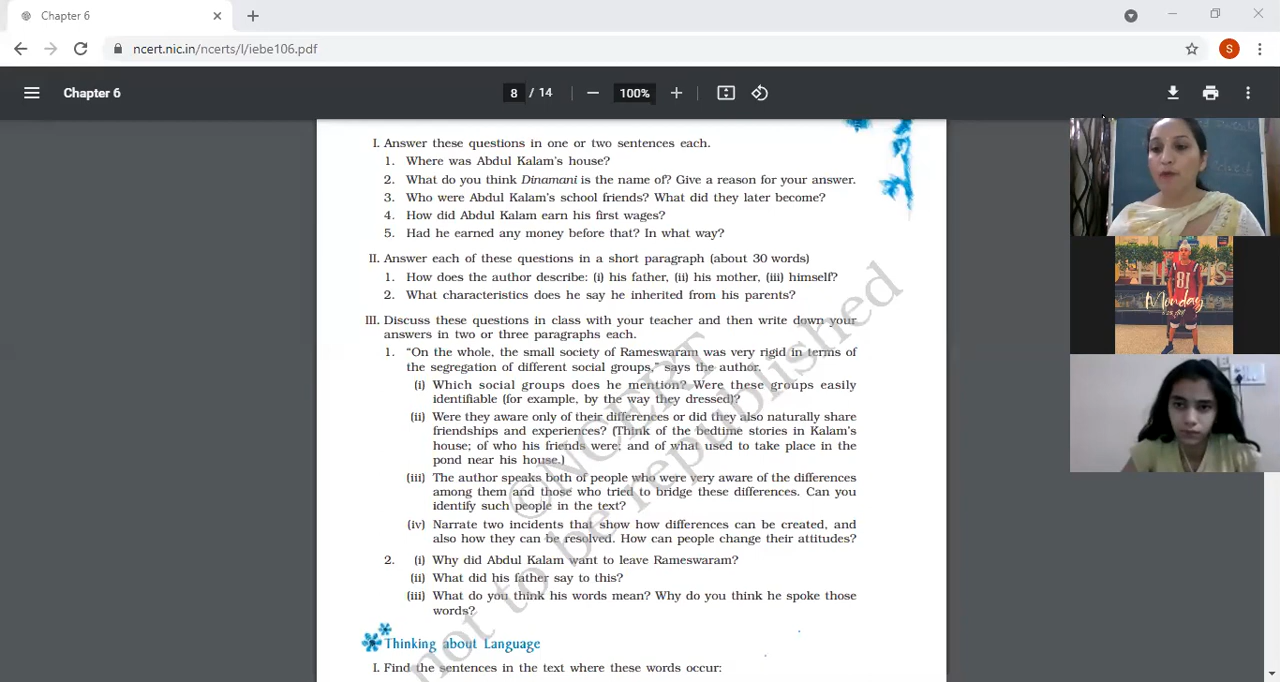 Chapter 6
ncert.nic.in/ncerts/l/iebe106.pdf
S
Chapter 6
8 / 14
100%
I. Answer these questions in one or two sentences each.
1. Where was Abdul Kalam's house?
2. What do you think Dinamani is the name of? Give a reason for your answer.
3. Who were Abdul Kalam's school friends? What did they later become?
4. How did Abdul Kalam earn his first wages?
5. Had he earned any money before that? In what way?
II. Answer each of these questions in a short paragraph (about 30 words)
1. How does the author describe: (i) his father, (ii) his mother, (iii) himself?
2. What characteristics does he say he inherited from his parents?
III. Discuss these questions in class with your teacher and then write down your
answers in two or three paragraphs each.
1. “On the whole, the small society of Rameswaram was very rigid in terms of
the segregation of different social groups,” says the author.
(i) Which social groups does he mention? Were these groups easily
identifiable (for example, by the way they dressed)?
(ii) Were they aware only of their differences or did they also naturally share
friendships and experiences? (Think of the bedtime stories in Kalam's
house; of who his friends were; and of what used to take place in the
pond near his house.)
(iii) The author speaks both of people who were very aware of the differences
among them and those who tried to bridge these differences. Can you
identify such people in the text?
(iv) Narrate two incidents that show how differences can be created, and
also how they can be resolved. How can people change their attitudes?
2. (i) Why did Abdul Kalam want to leave Rameswaram?
(ii) What did his father say to this?
(iii) What do you think his words mean? Why do you think he spoke those
words?
Thinking about Language
I. Find the sentences in the text where these words occur:
©NCERT
not to be republished
81
Monday